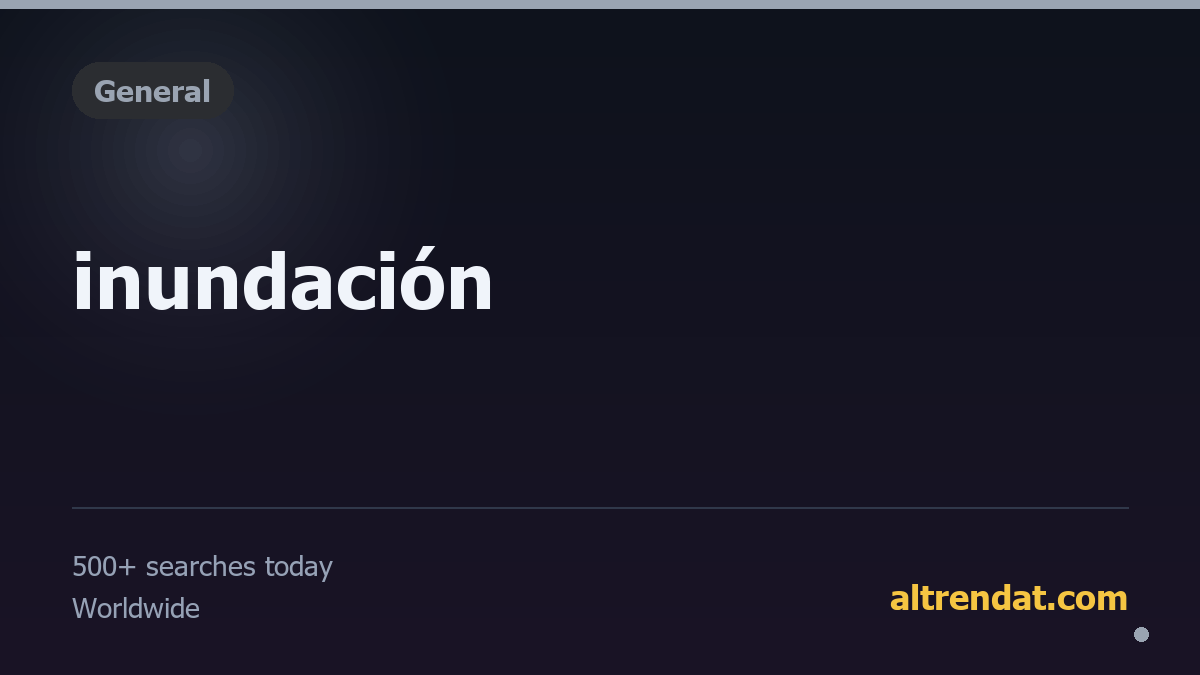 General
inundación
500+ searches today
Worldwide
altrendat.com